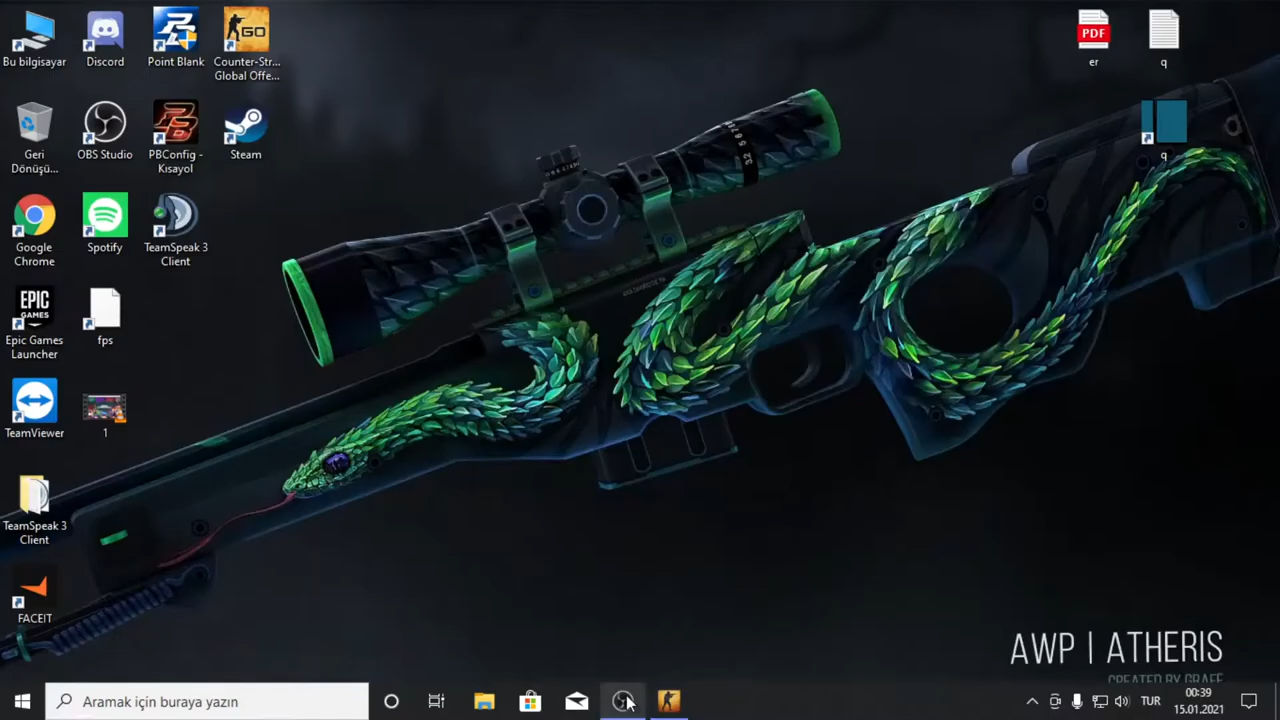 Bu bilgisayar
Discord
Point Blank
GO
Counter-Str...
Global Offe...
Geri
Dönüşü...
OBS Studio
PBConfig -
Kısayol
Steam
Google
Chrome
Spotify
TeamSpeak 3
Client
EPIC
GAMES
Epic Games
Launcher
fps
TeamViewer
1
TeamSpeak 3
Client
FACEIT
PDF
er
q
q
AWP | ATHERIS
Aramak için buraya yazın
TUR
00:39
15.01.2021